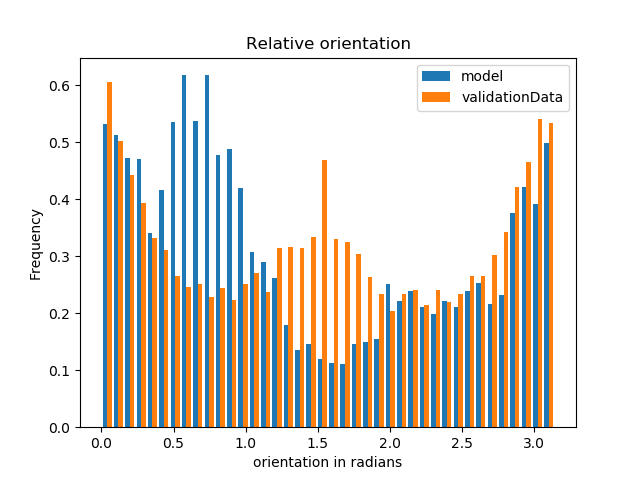 Relative orientation
model
validationData
Frequency
0.6
0.5
0.4
0.3
0.2
0.1
0.0
0.0 0.5 1.0 1.5 2.0 2.5 3.0
orientation in radians